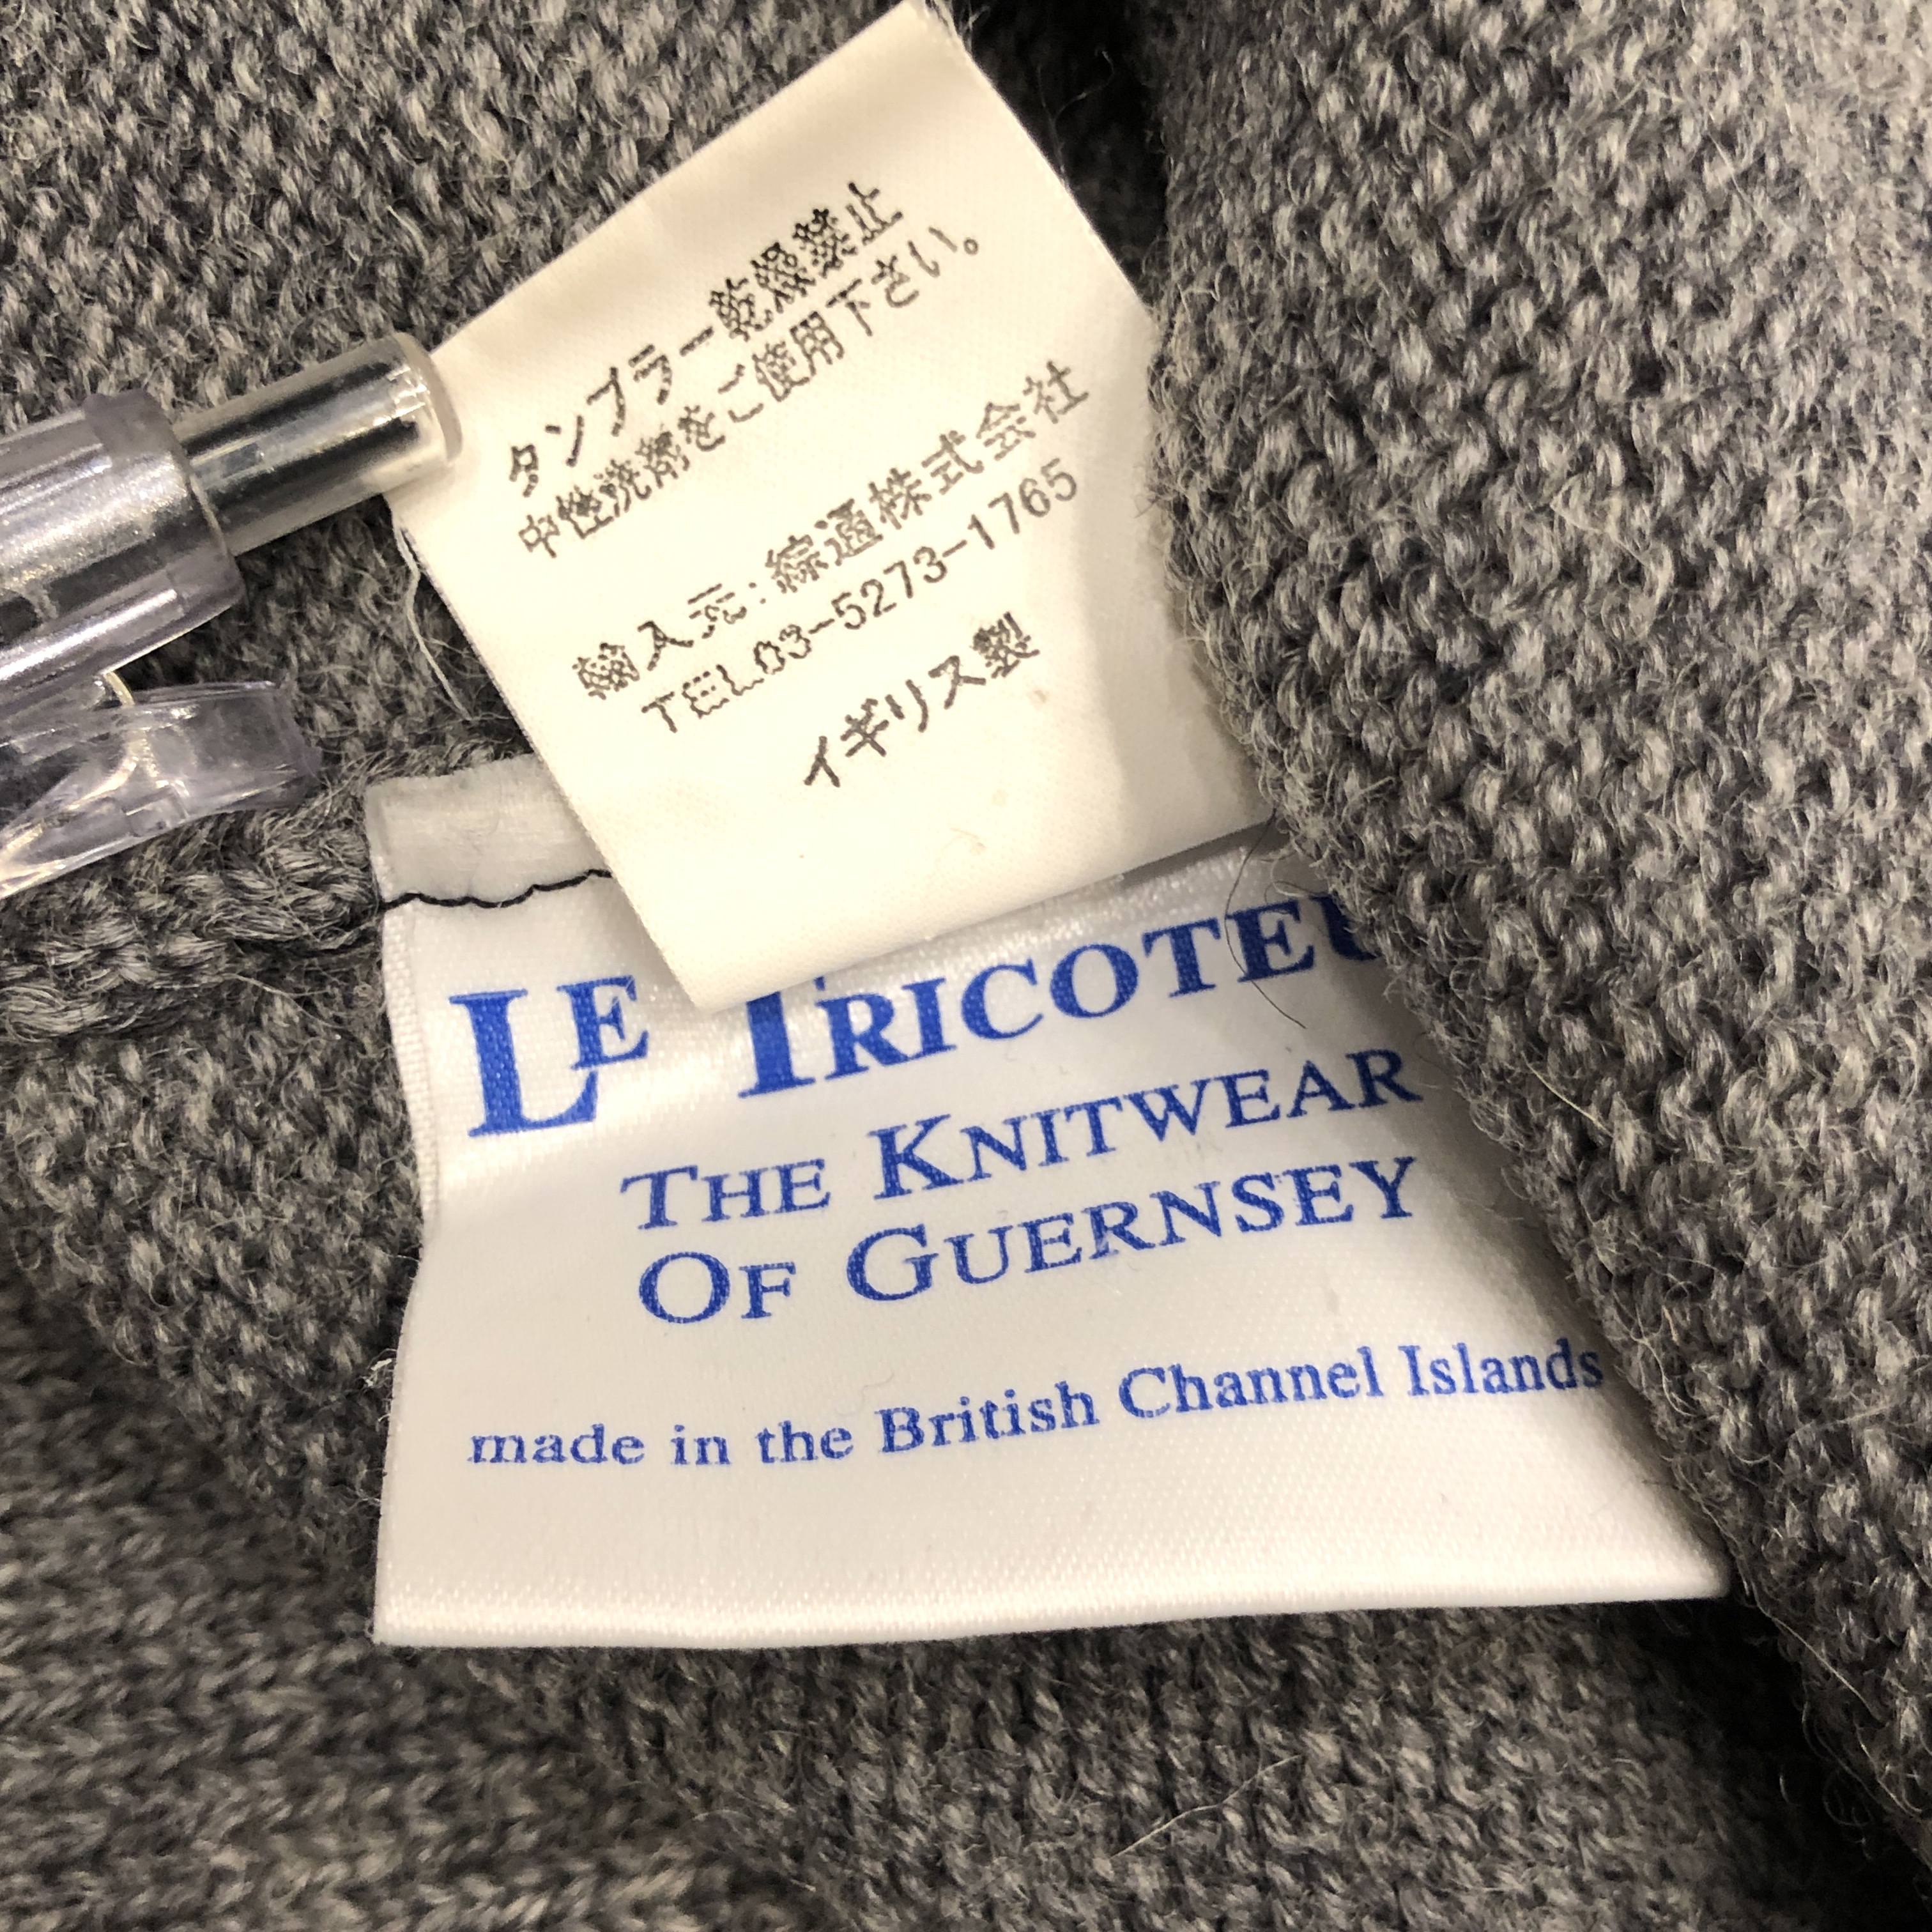 タンブラー乾燥禁止
中性洗剤をご使用下さい。
輸入元:綜通株式会社
TEL03-5273-1765
イギリス製
LE TRICOTEU
THE KNITWEAR
OF GUERNSEY
made in the British Channel Islands